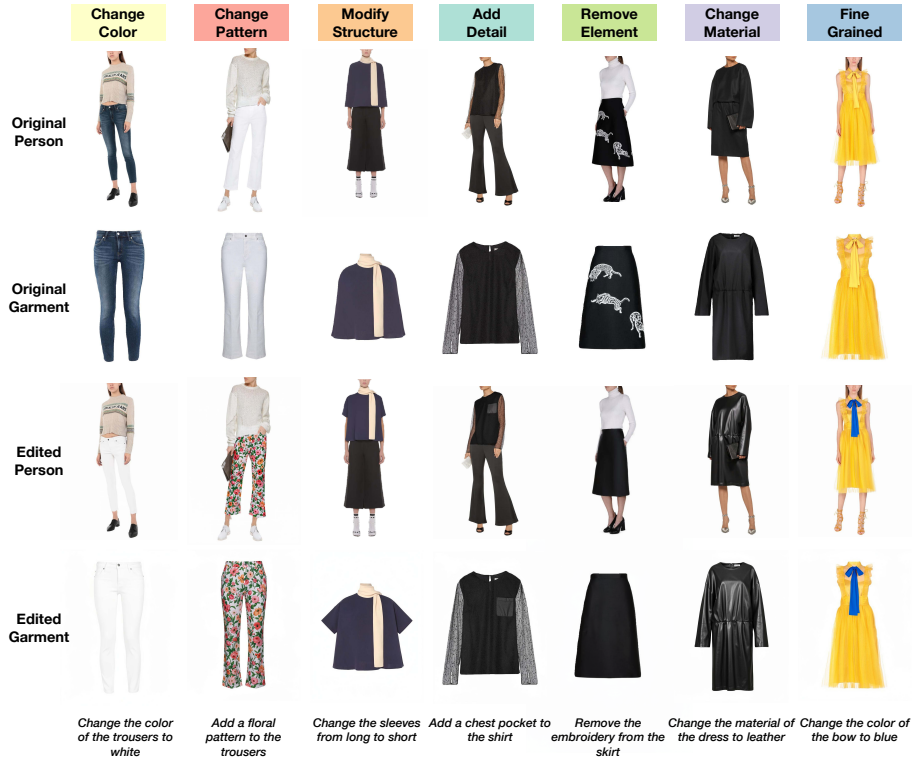 Change Color
Change Pattern
Modify Structure
Add Detail
Remove Element
Change Material
Fine Grained
Original Person
Original Garment
Edited Person
Edited Garment
Change the color of the trousers to white
Add a floral pattern to the trousers
Change the sleeves from long to short
Add a chest pocket to the shirt
Remove the embroidery from the skirt
Change the material of the dress to leather
Change the color of the bow to blue